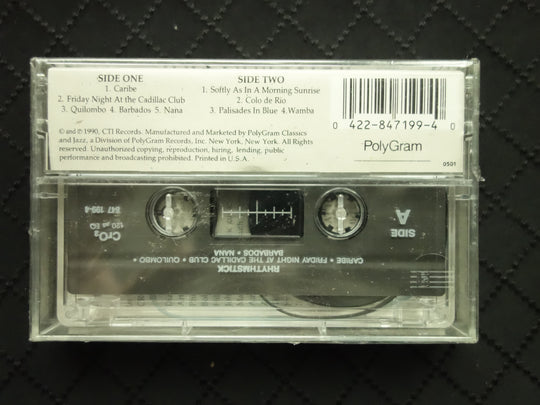 SIDE ONE
1. Caribe
2. Friday Night At the Cadillac Club
3. Quilombo 4. Barbados 5. Nana
SIDE TWO
1. Softly As In A Morning Sunrise
2. Colo de Rio
3. Palisades In Blue 4.Wamba
© and ℗ 1990, CTI Records. Manufactured and Marketed by PolyGram Classics
and Jazz, a Division of PolyGram Records, Inc. New York, New York. All Rights
reserved. Unauthorized copying, reproduction, hiring, lending, public
performance and broadcasting prohibited. Printed in U.S.A.
0 422-847199-4 0
PolyGram
0501
SIDE
A
RHYTHMSTICK
CARIBE • FRIDAY NIGHT AT THE CADILLAC CLUB • QUILOMBO •
BARBADOS • NANA
CrO₂
120 µs EQ
847 199-4